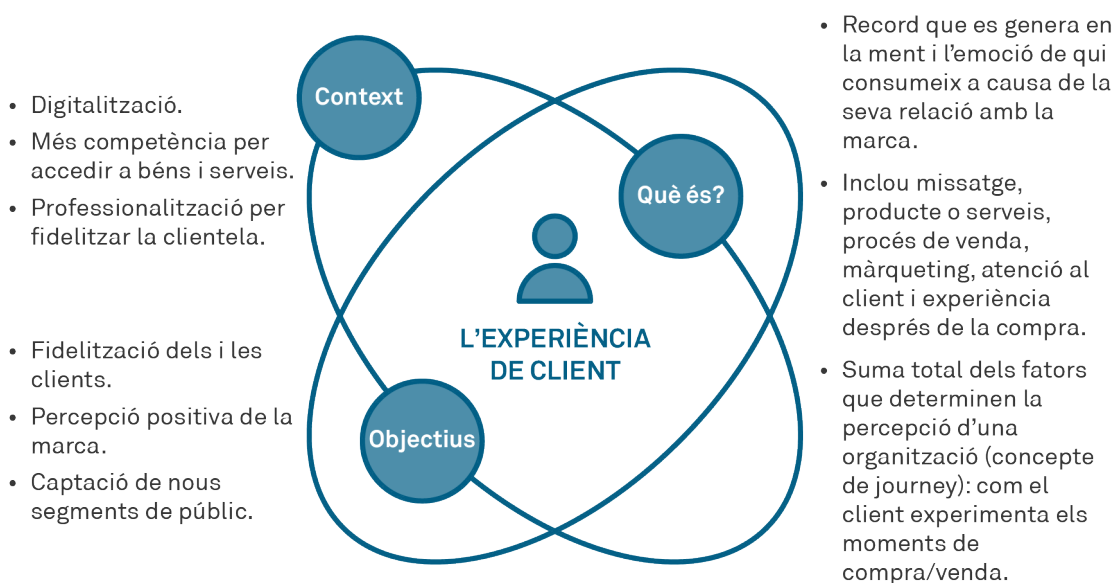 Context
• Digitalització.
• Més competència per
accedir a béns i serveis.
• Professionalització per
fidelitzar la clientela.
Què és?
• Record que es genera en
la ment i l’emoció de qui
consumeix a causa de la
seva relació amb la
marca.
• Inclou missatge,
producte o serveis,
procés de venda,
màrqueting, atenció al
client i experiència
després de la compra.
• Suma total dels fators
que determinen la
percepció d’una
organització (concepte
de journey): com el
client experimenta els
moments de
compra/venda.
L’EXPERIÈNCIA
DE CLIENT
Objectius
• Fidelització dels i les
clients.
• Percepció positiva de la
marca.
• Captació de nous
segments de públic.